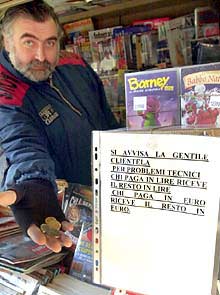 Barney
Babbo Na
SI AVVISA LA GENTILE
CLIENTELA
PER PROBLEMI TECNICI
CHI PAGA IN LIRE RICEVE
IL RESTO IN LIRE
CHI PAGA IN EURO
RICEVE IL RESTO IN
EURO.